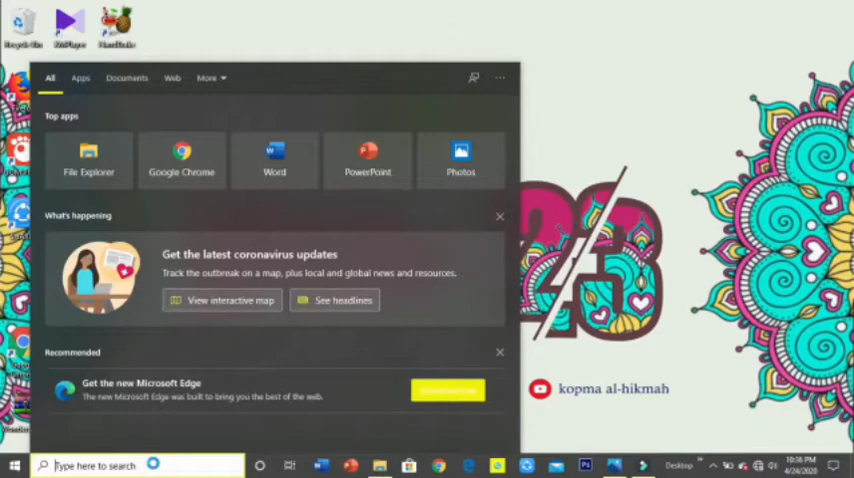 Recycle Bin
KMPlayer
All Apps Documents Web More
Top apps
File Explorer
Google Chrome
Word
PowerPoint
Photos
What's happening
Get the latest coronavirus updates
Track the outbreak on a map, plus local and global news and resources.
View interactive map
See headlines
Recommended
Get the new Microsoft Edge
The new Microsoft Edge was built to bring you the best of the web.
23
kopma al-hikmah
Type here to search
Ps
Desktop
10:36 PM
4/24/2020